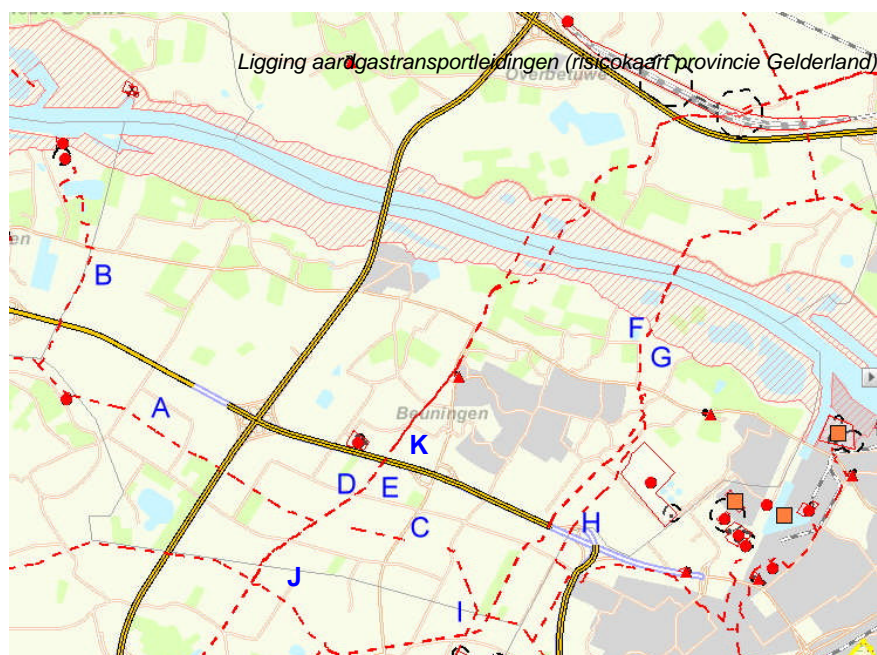 Ligging aardgastransportleidingen (risicokaart provincie Gelderland)
Overbetuwe
B
F
G
A
Beuningen
K
D
E
C
H
J
I